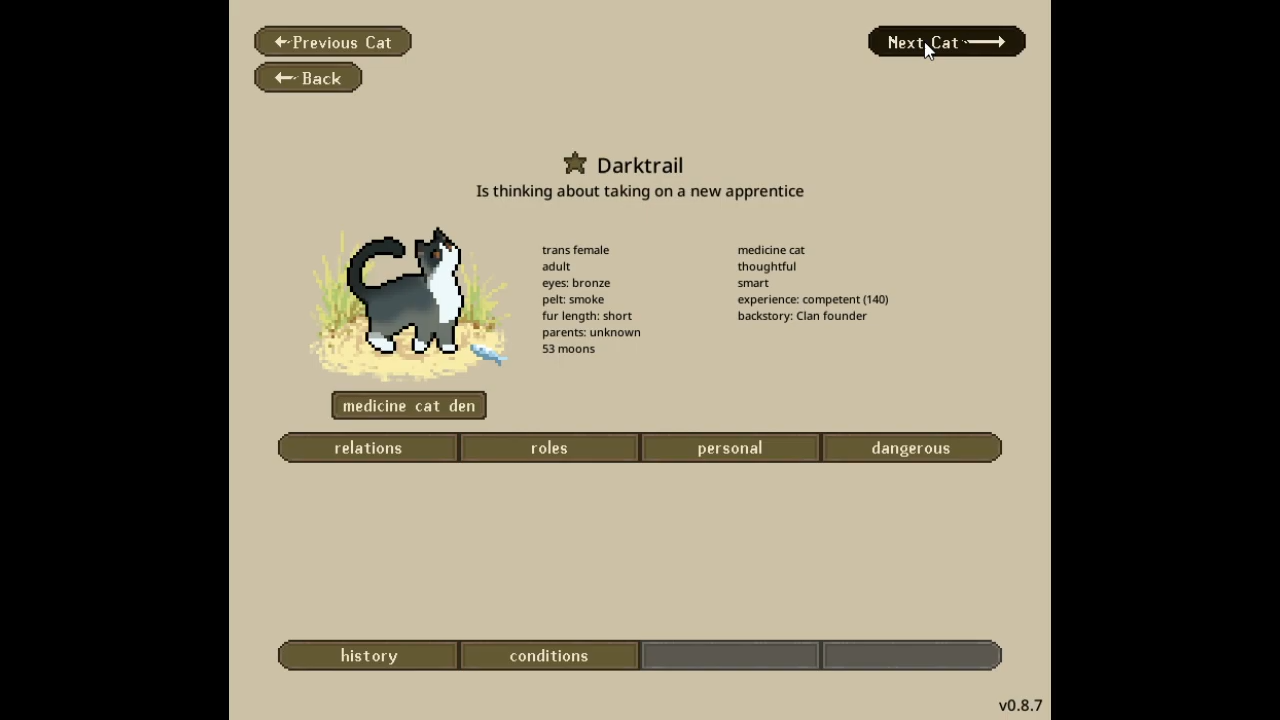 Previous Cat
Next Cat
Back
Darktrail
Is thinking about taking on a new apprentice
trans female
adult
eyes: bronze
pelt: smoke
fur length: short
parents: unknown
53 moons
medicine cat
thoughtful
smart
experience: competent (140)
backstory: Clan founder
medicine cat den
relations
roles
personal
dangerous
history
conditions
v0.8.7